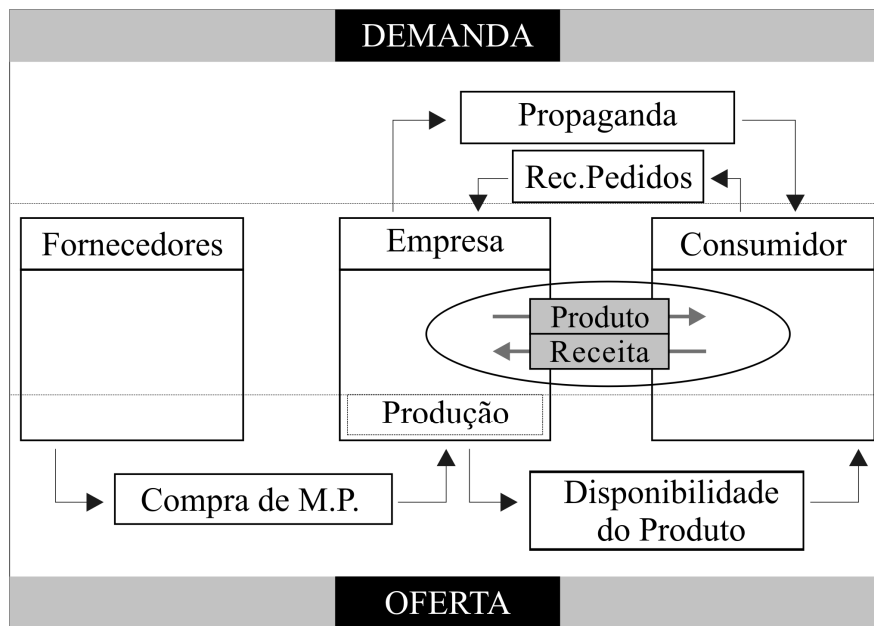 DEMANDA
Propaganda
Rec.Pedidos
Fornecedores
Empresa
Consumidor
Produto
Receita
Produção
Compra de M.P.
Disponibilidade
do Produto
OFERTA